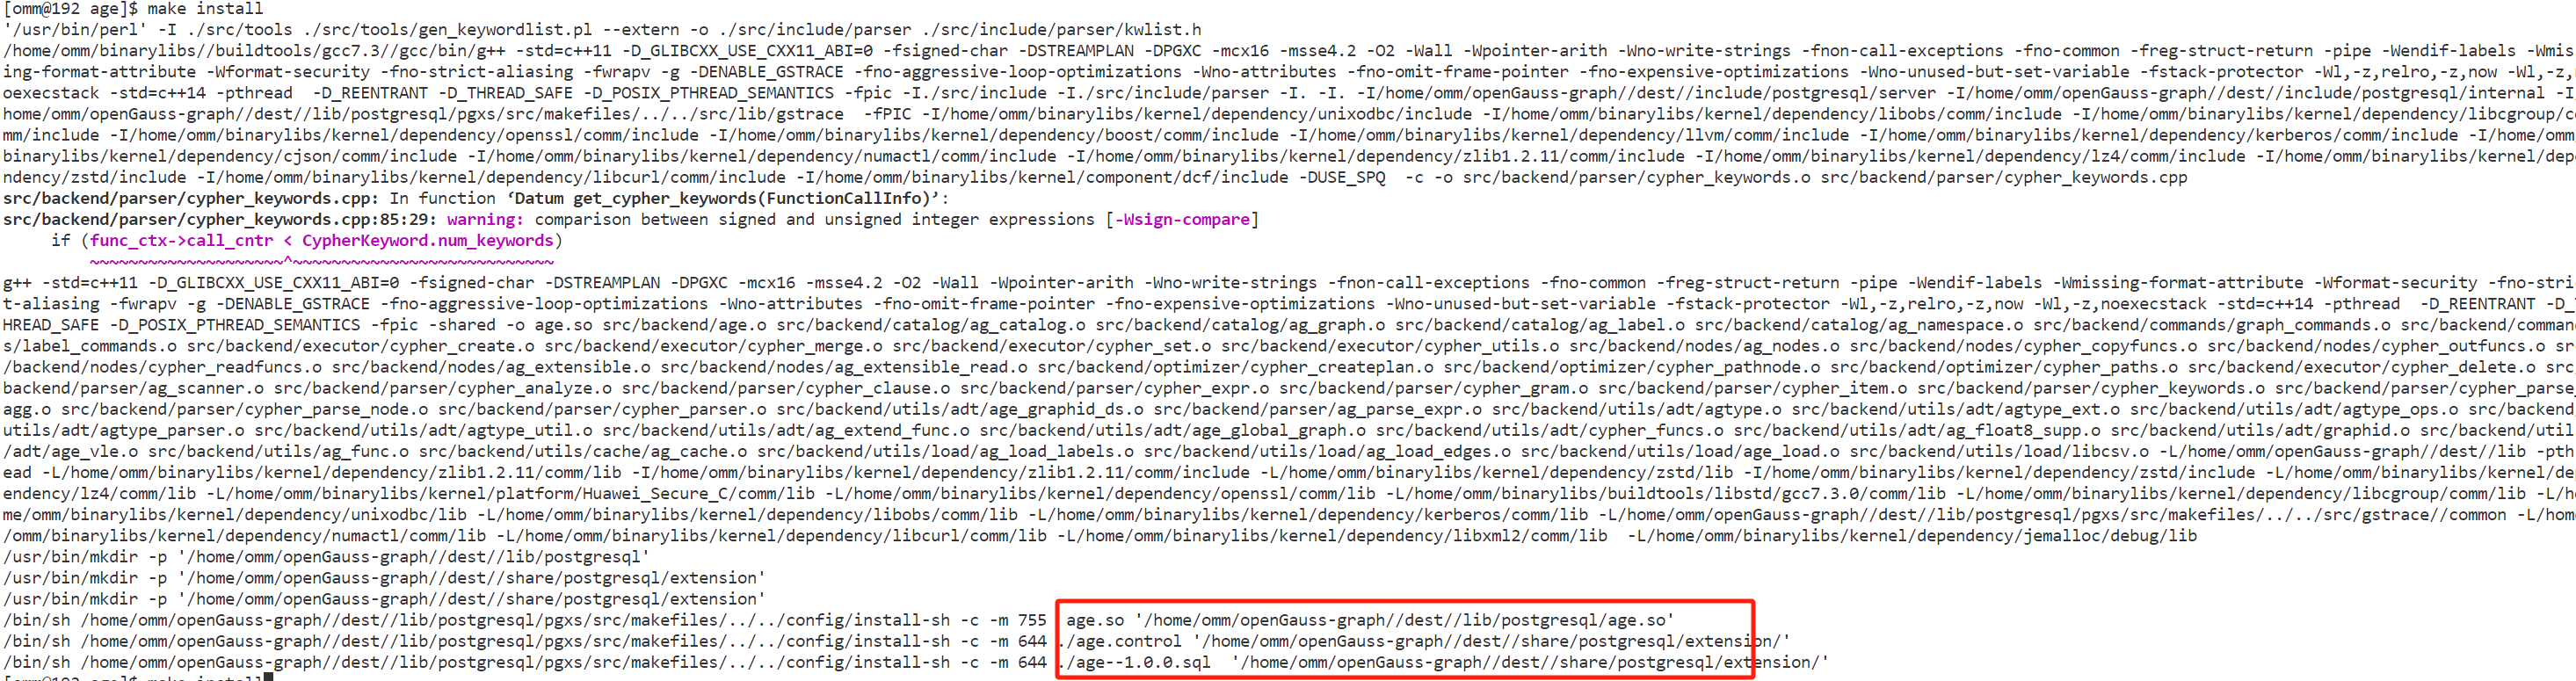 [omm@192 age]$ make install
'/usr/bin/perl' -I ./src/tools ./src/tools/gen_keywordlist.pl --extern -o ./src/include/parser ./src/include/parser/kwlist.h
/home/omm/binarylibs//buildtools/gcc7.3//gcc/bin/g++ -std=c++11 -D_GLIBCXX_USE_CXX11_ABI=0 -fsigned-char -DSTREAMPLAN -DPGXC -mcx16 -msse4.2 -O2 -Wall -Wpointer-arith -Wno-write-strings -fnon-call-exceptions -fno-common -freg-struct-return -pipe -Wendif-labels -Wmis
ing-format-attribute -Wformat-security -fno-strict-aliasing -fwrapv -g -DENABLE_GSTRACE -fno-aggressive-loop-optimizations -Wno-attributes -fno-omit-frame-pointer -fno-expensive-optimizations -Wno-unused-but-set-variable -fstack-protector -Wl,-z,relro,-z,now -Wl,-z,
oexecstack -std=c++14 -pthread  -D_REENTRANT -D_THREAD_SAFE -D_POSIX_PTHREAD_SEMANTICS -fpic -I./src/include -I./src/include/parser -I. -I. -I/home/omm/openGauss-graph//dest//include/postgresql/server -I/home/omm/openGauss-graph//dest//include/postgresql/internal -I
home/omm/openGauss-graph//dest//lib/postgresql/pgxs/src/makefiles/../../src/lib/gstrace  -fPIC -I/home/omm/binarylibs/kernel/dependency/unixodbc/include -I/home/omm/binarylibs/kernel/dependency/libobs/comm/include -I/home/omm/binarylibs/kernel/dependency/libcgroup/c
mm/include -I/home/omm/binarylibs/kernel/dependency/openssl/comm/include -I/home/omm/binarylibs/kernel/dependency/boost/comm/include -I/home/omm/binarylibs/kernel/dependency/llvm/comm/include -I/home/omm/binarylibs/kernel/dependency/kerberos/comm/include -I/home/omm
binarylibs/kernel/dependency/cjson/comm/include -I/home/omm/binarylibs/kernel/dependency/numactl/comm/include -I/home/omm/binarylibs/kernel/dependency/zlib1.2.11/comm/include -I/home/omm/binarylibs/kernel/dependency/lz4/comm/include -I/home/omm/binarylibs/kernel/dep
ndency/zstd/include -I/home/omm/binarylibs/kernel/dependency/libcurl/comm/include -I/home/omm/binarylibs/kernel/component/dcf/include -DUSE_SPQ  -c -o src/backend/parser/cypher_keywords.o src/backend/parser/cypher_keywords.cpp
src/backend/parser/cypher_keywords.cpp: In function ‘Datum get_cypher_keywords(FunctionCallInfo)’:
src/backend/parser/cypher_keywords.cpp:85:29: warning: comparison between signed and unsigned integer expressions [-Wsign-compare]
     if (func_ctx->call_cntr < CypherKeyword.num_keywords)
         ~~~~~~~~~~~~~~~~~~~~^~~~~~~~~~~~~~~~~~~~~~~~~~~
g++ -std=c++11 -D_GLIBCXX_USE_CXX11_ABI=0 -fsigned-char -DSTREAMPLAN -DPGXC -mcx16 -msse4.2 -O2 -Wall -Wpointer-arith -Wno-write-strings -fnon-call-exceptions -fno-common -freg-struct-return -pipe -Wendif-labels -Wmissing-format-attribute -Wformat-security -fno-stri
t-aliasing -fwrapv -g -DENABLE_GSTRACE -fno-aggressive-loop-optimizations -Wno-attributes -fno-omit-frame-pointer -fno-expensive-optimizations -Wno-unused-but-set-variable -fstack-protector -Wl,-z,relro,-z,now -Wl,-z,noexecstack -std=c++14 -pthread  -D_REENTRANT -D_
HREAD_SAFE -D_POSIX_PTHREAD_SEMANTICS -fpic -shared -o age.so src/backend/age.o src/backend/catalog/ag_catalog.o src/backend/catalog/ag_graph.o src/backend/catalog/ag_label.o src/backend/catalog/ag_namespace.o src/backend/commands/graph_commands.o src/backend/comman
s/label_commands.o src/backend/executor/cypher_create.o src/backend/executor/cypher_merge.o src/backend/executor/cypher_set.o src/backend/executor/cypher_utils.o src/backend/nodes/ag_nodes.o src/backend/nodes/cypher_copyfuncs.o src/backend/nodes/cypher_outfuncs.o sr
/backend/nodes/cypher_readfuncs.o src/backend/nodes/ag_extensible.o src/backend/nodes/ag_extensible_read.o src/backend/optimizer/cypher_createplan.o src/backend/optimizer/cypher_pathnode.o src/backend/optimizer/cypher_paths.o src/backend/executor/cypher_delete.o src
backend/parser/ag_scanner.o src/backend/parser/cypher_analyze.o src/backend/parser/cypher_clause.o src/backend/parser/cypher_expr.o src/backend/parser/cypher_gram.o src/backend/parser/cypher_item.o src/backend/parser/cypher_keywords.o src/backend/parser/cypher_parse_
agg.o src/backend/parser/cypher_parse_node.o src/backend/parser/cypher_parser.o src/backend/utils/adt/age_graphid_ds.o src/backend/parser/ag_parse_expr.o src/backend/utils/adt/agtype.o src/backend/utils/adt/agtype_ext.o src/backend/utils/adt/agtype_ops.o src/backend
utils/adt/agtype_parser.o src/backend/utils/adt/agtype_util.o src/backend/utils/adt/ag_extend_func.o src/backend/utils/adt/age_global_graph.o src/backend/utils/adt/cypher_funcs.o src/backend/utils/adt/ag_float8_supp.o src/backend/utils/adt/graphid.o src/backend/util
/adt/age_vle.o src/backend/utils/ag_func.o src/backend/utils/cache/ag_cache.o src/backend/utils/load/ag_load_labels.o src/backend/utils/load/ag_load_edges.o src/backend/utils/load/age_load.o src/backend/utils/load/libcsv.o -L/home/omm/openGauss-graph//dest//lib -pth
ead -L/home/omm/binarylibs/kernel/dependency/zlib1.2.11/comm/lib -I/home/omm/binarylibs/kernel/dependency/zlib1.2.11/comm/include -L/home/omm/binarylibs/kernel/dependency/zstd/lib -I/home/omm/binarylibs/kernel/dependency/zstd/include -L/home/omm/binarylibs/kernel/de
endency/lz4/comm/lib -L/home/omm/binarylibs/kernel/platform/Huawei_Secure_C/comm/lib -L/home/omm/binarylibs/kernel/dependency/openssl/comm/lib -L/home/omm/binarylibs/buildtools/libstd/gcc7.3.0/comm/lib -L/home/omm/binarylibs/kernel/dependency/libcgroup/comm/lib -L/h
me/omm/binarylibs/kernel/dependency/unixodbc/lib -L/home/omm/binarylibs/kernel/dependency/libobs/comm/lib -L/home/omm/binarylibs/kernel/dependency/kerberos/comm/lib -L/home/omm/openGauss-graph//dest//lib/postgresql/pgxs/src/makefiles/../../src/gstrace//common -L/hom
/omm/binarylibs/kernel/dependency/numactl/comm/lib -L/home/omm/binarylibs/kernel/dependency/libcurl/comm/lib -L/home/omm/binarylibs/kernel/dependency/libxml2/comm/lib  -L/home/omm/binarylibs/kernel/dependency/jemalloc/debug/lib
/usr/bin/mkdir -p '/home/omm/openGauss-graph//dest//lib/postgresql'
/usr/bin/mkdir -p '/home/omm/openGauss-graph//dest//share/postgresql/extension'
/usr/bin/mkdir -p '/home/omm/openGauss-graph//dest//share/postgresql/extension'
/bin/sh /home/omm/openGauss-graph//dest//lib/postgresql/pgxs/src/makefiles/../../config/install-sh -c -m 755  age.so '/home/omm/openGauss-graph//dest//lib/postgresql/age.so'
/bin/sh /home/omm/openGauss-graph//dest//lib/postgresql/pgxs/src/makefiles/../../config/install-sh -c -m 644 ./age.control '/home/omm/openGauss-graph//dest//share/postgresql/extension/'
/bin/sh /home/omm/openGauss-graph//dest//lib/postgresql/pgxs/src/makefiles/../../config/install-sh -c -m 644 ./age--1.0.0.sql  '/home/omm/openGauss-graph//dest//share/postgresql/extension/'
[omm@192 age]$ make install